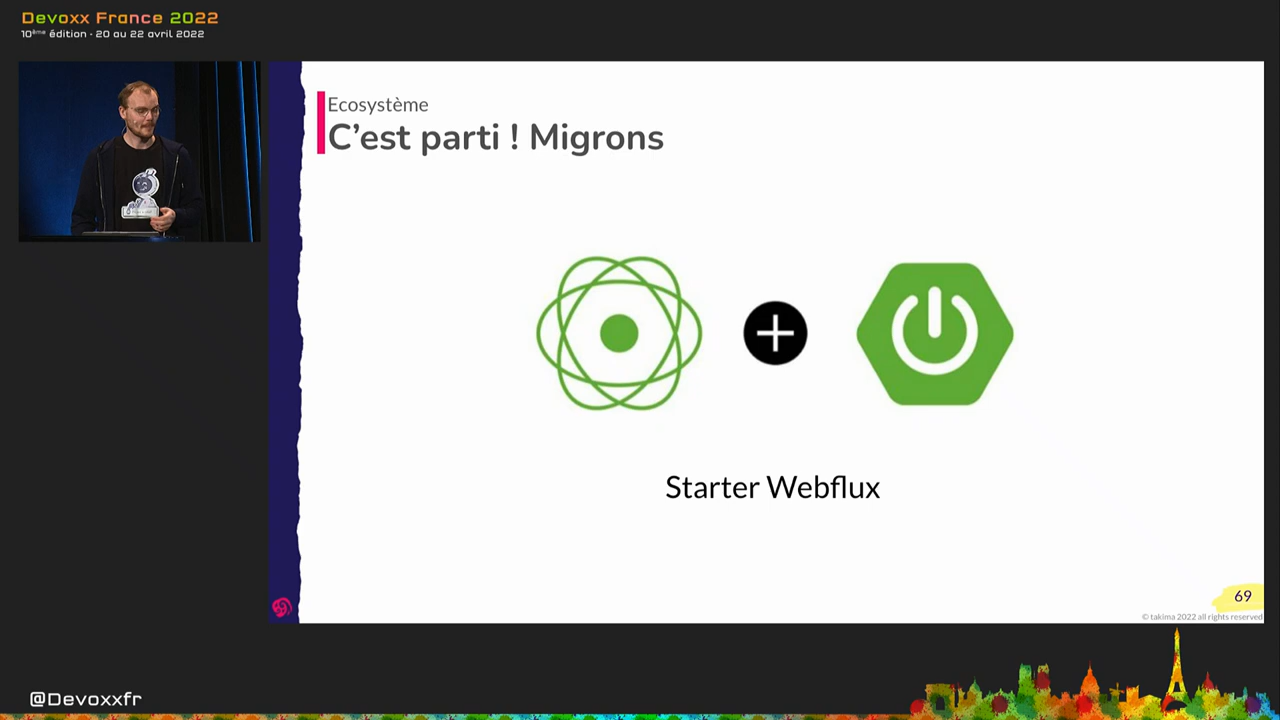 Devoxx France 2022
10ème édition - 20 au 22 avril 2022
Ecosystème
C'est parti ! Migrons
Starter Webflux
69
© takima 2022 all rights reserved
@Devoxxfr